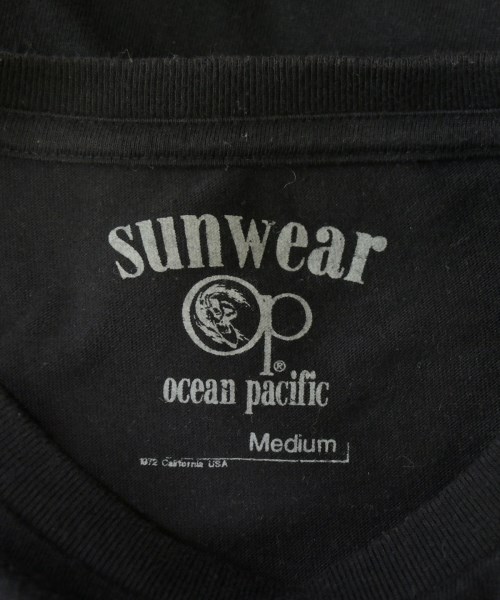 sunwear
op®
ocean pacific
Medium
1972 California USA